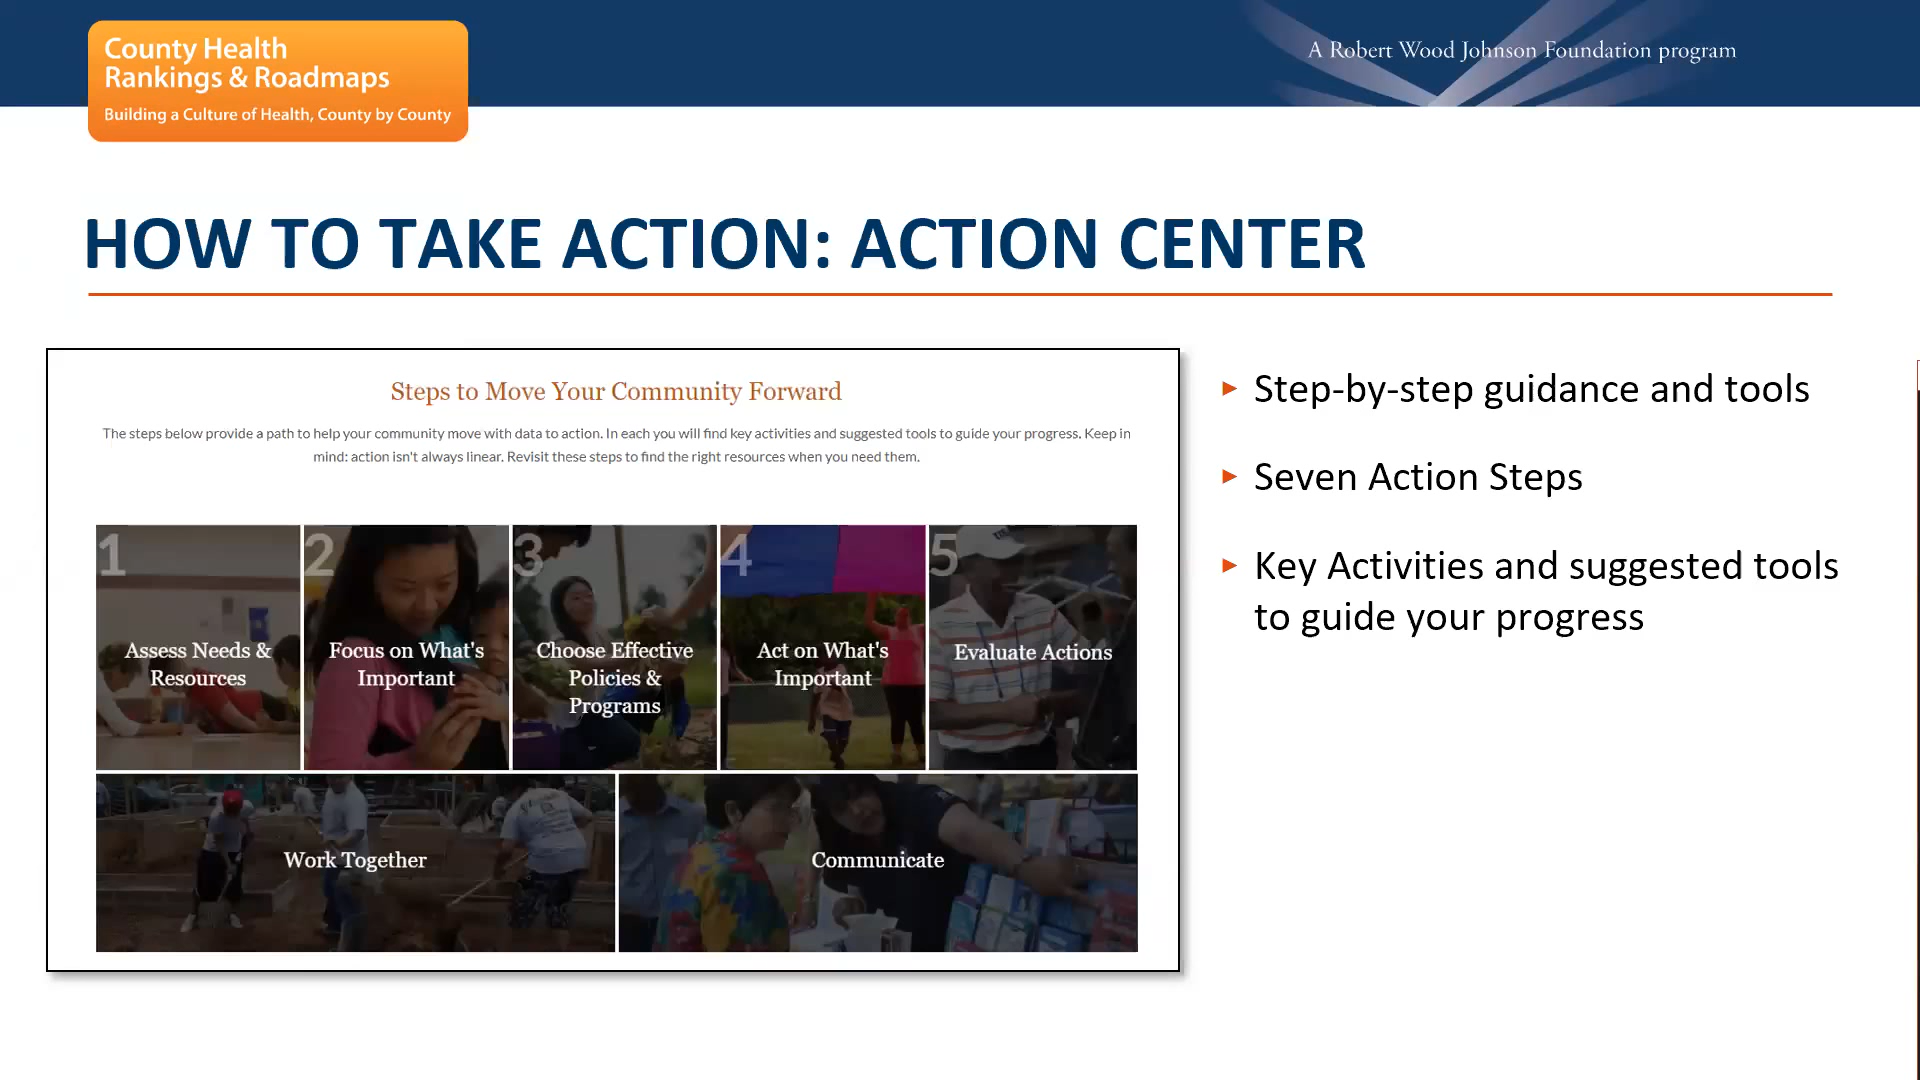 County Health
Rankings & Roadmaps
Building a Culture of Health, County by County
A Robert Wood Johnson Foundation program
HOW TO TAKE ACTION: ACTION CENTER
Steps to Move Your Community Forward
The steps below provide a path to help your community move with data to action. In each you will find key activities and suggested tools to guide your progress. Keep in
mind: action isn't always linear. Revisit these steps to find the right resources when you need them.
1
Assess Needs &
Resources
2
Focus on What's
Important
3
Choose Effective
Policies &
Programs
4
Act on What's
Important
5
Evaluate Actions
Work Together
Communicate
Step-by-step guidance and tools
Seven Action Steps
Key Activities and suggested tools
to guide your progress